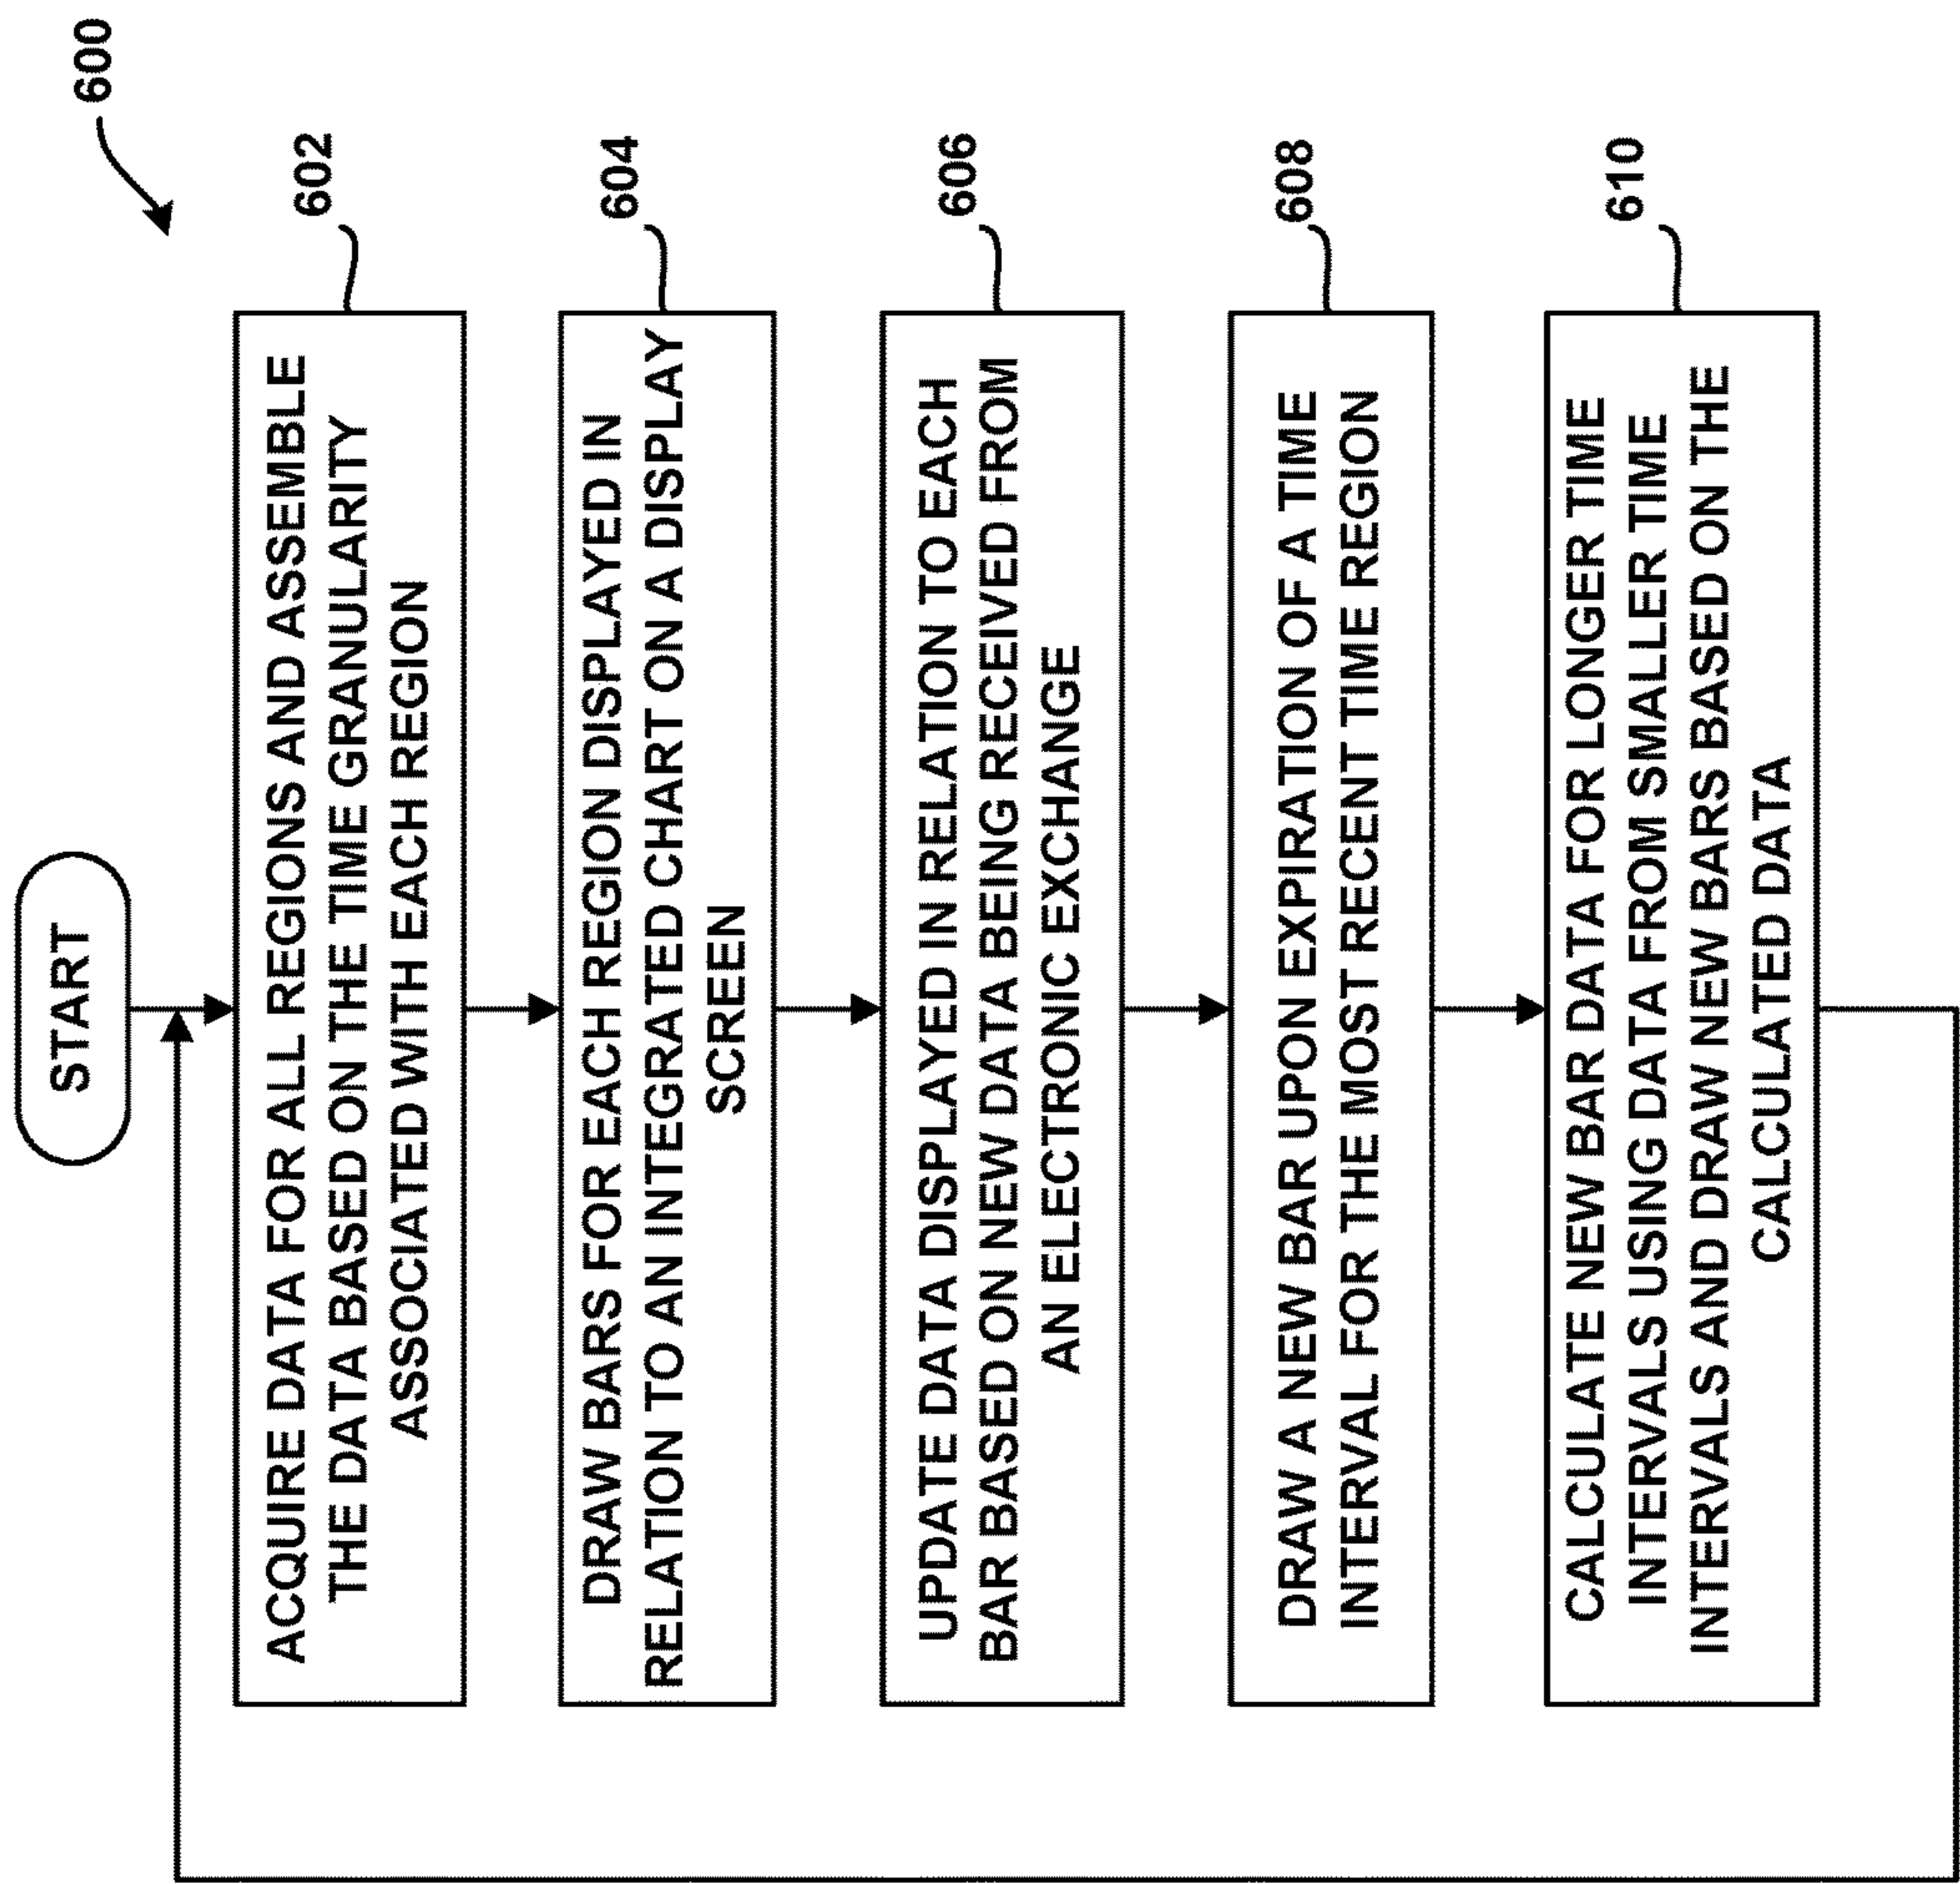 600
START
602
ACQUIRE DATA FOR ALL REGIONS AND ASSEMBLE
THE DATA BASED ON THE TIME GRANULARITY
ASSOCIATED WITH EACH REGION
604
DRAW BARS FOR EACH REGION DISPLAYED IN
RELATION TO AN INTEGRATED CHART ON A DISPLAY
SCREEN
606
UPDATE DATA DISPLAYED IN RELATION TO EACH
BAR BASED ON NEW DATA BEING RECEIVED FROM
AN ELECTRONIC EXCHANGE
608
DRAW A NEW BAR UPON EXPIRATION OF A TIME
INTERVAL FOR THE MOST RECENT TIME REGION
610
CALCULATE NEW BAR DATA FOR LONGER TIME
INTERVALS USING DATA FROM SMALLER TIME
INTERVALS AND DRAW NEW BARS BASED ON THE
CALCULATED DATA